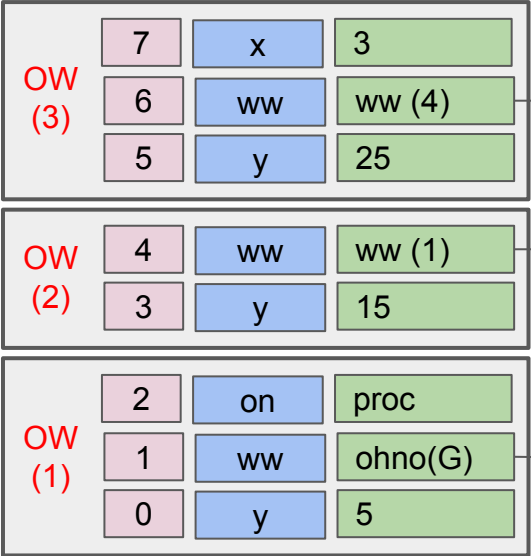 OW (3)
7 x 3
6 ww ww (4)
5 y 25
OW (2)
4 ww ww (1)
3 y 15
OW (1)
2 on proc
1 ww ohno(G)
0 y 5